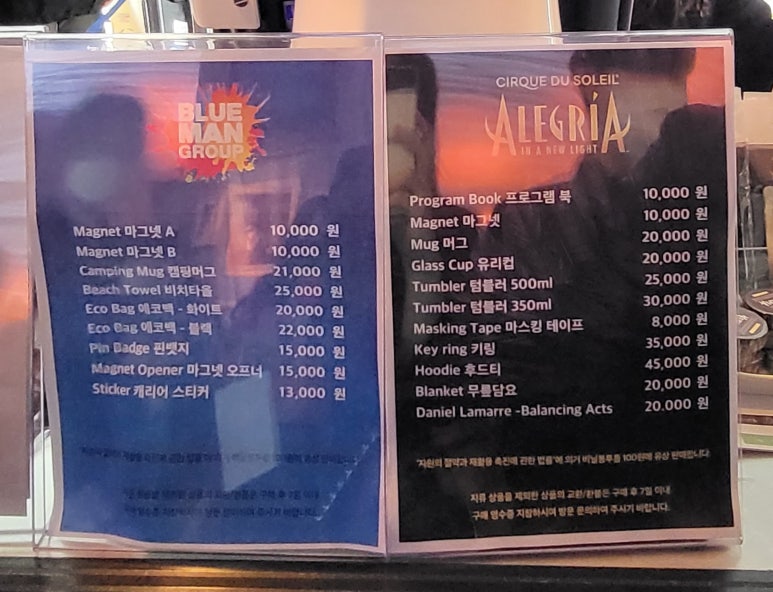 BLUE
MAN
GROUP
Magnet 마그넷 A 10,000 원
Magnet 마그넷 B 10,000 원
Camping Mug 캠핑머그 21,000 원
Beach Towel 비치타올 25,000 원
Eco Bag 에코백 - 화이트 20,000 원
Eco Bag 에코백 - 블랙 22,000 원
Pin Badge 핀뱃지 15,000 원
Magnet Opener 마그넷 오프너 15,000 원
Sticker 캐리어 스티커 13,000 원
CIRQUE DU SOLEIL
ALEGRÍA
IN A NEW LIGHT
Program Book 프로그램 북 10,000 원
Magnet 마그넷 10,000 원
Mug 머그 20,000 원
Glass Cup 유리컵 20,000 원
Tumbler 텀블러 500ml 25,000 원
Tumbler 텀블러 350ml 30,000 원
Masking Tape 마스킹 테이프 8,000 원
Key ring 키링 35,000 원
Hoodie 후드티 45,000 원
Blanket 무릎담요 20,000 원
Daniel Lamarre -Balancing Acts 20.000 원
"자원의 절약과 재활용 촉진에 관한 법률"에 의거 비닐봉투를 100원에 유상 판매합니다
지류 상품을 제외한 상품의 교환/환불은 구매 후 7일 이내
구매 영수증 지참하시어 방문 문의하여 주시기 바랍니다.